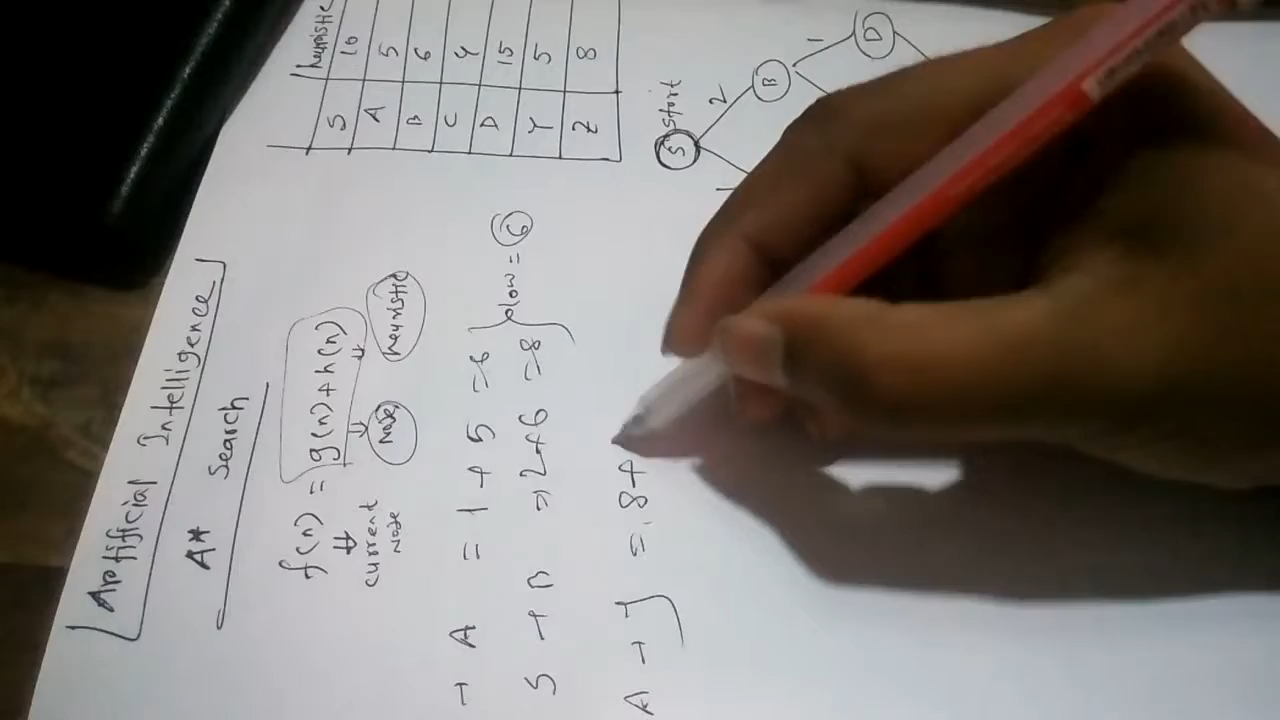 Artificial Intelligence
A* search
f(n) = g(n) + h(n)
current Node
Node
heuristic
→ A = 1 + 5 = 6
S → B ⇒ 2+6 = 8
low = 6
A → Y = 8+
heuristic
S 10
A 5
B 6
C 4
D 15
Y 5
Z 8
start
S
2
B
1
D
1